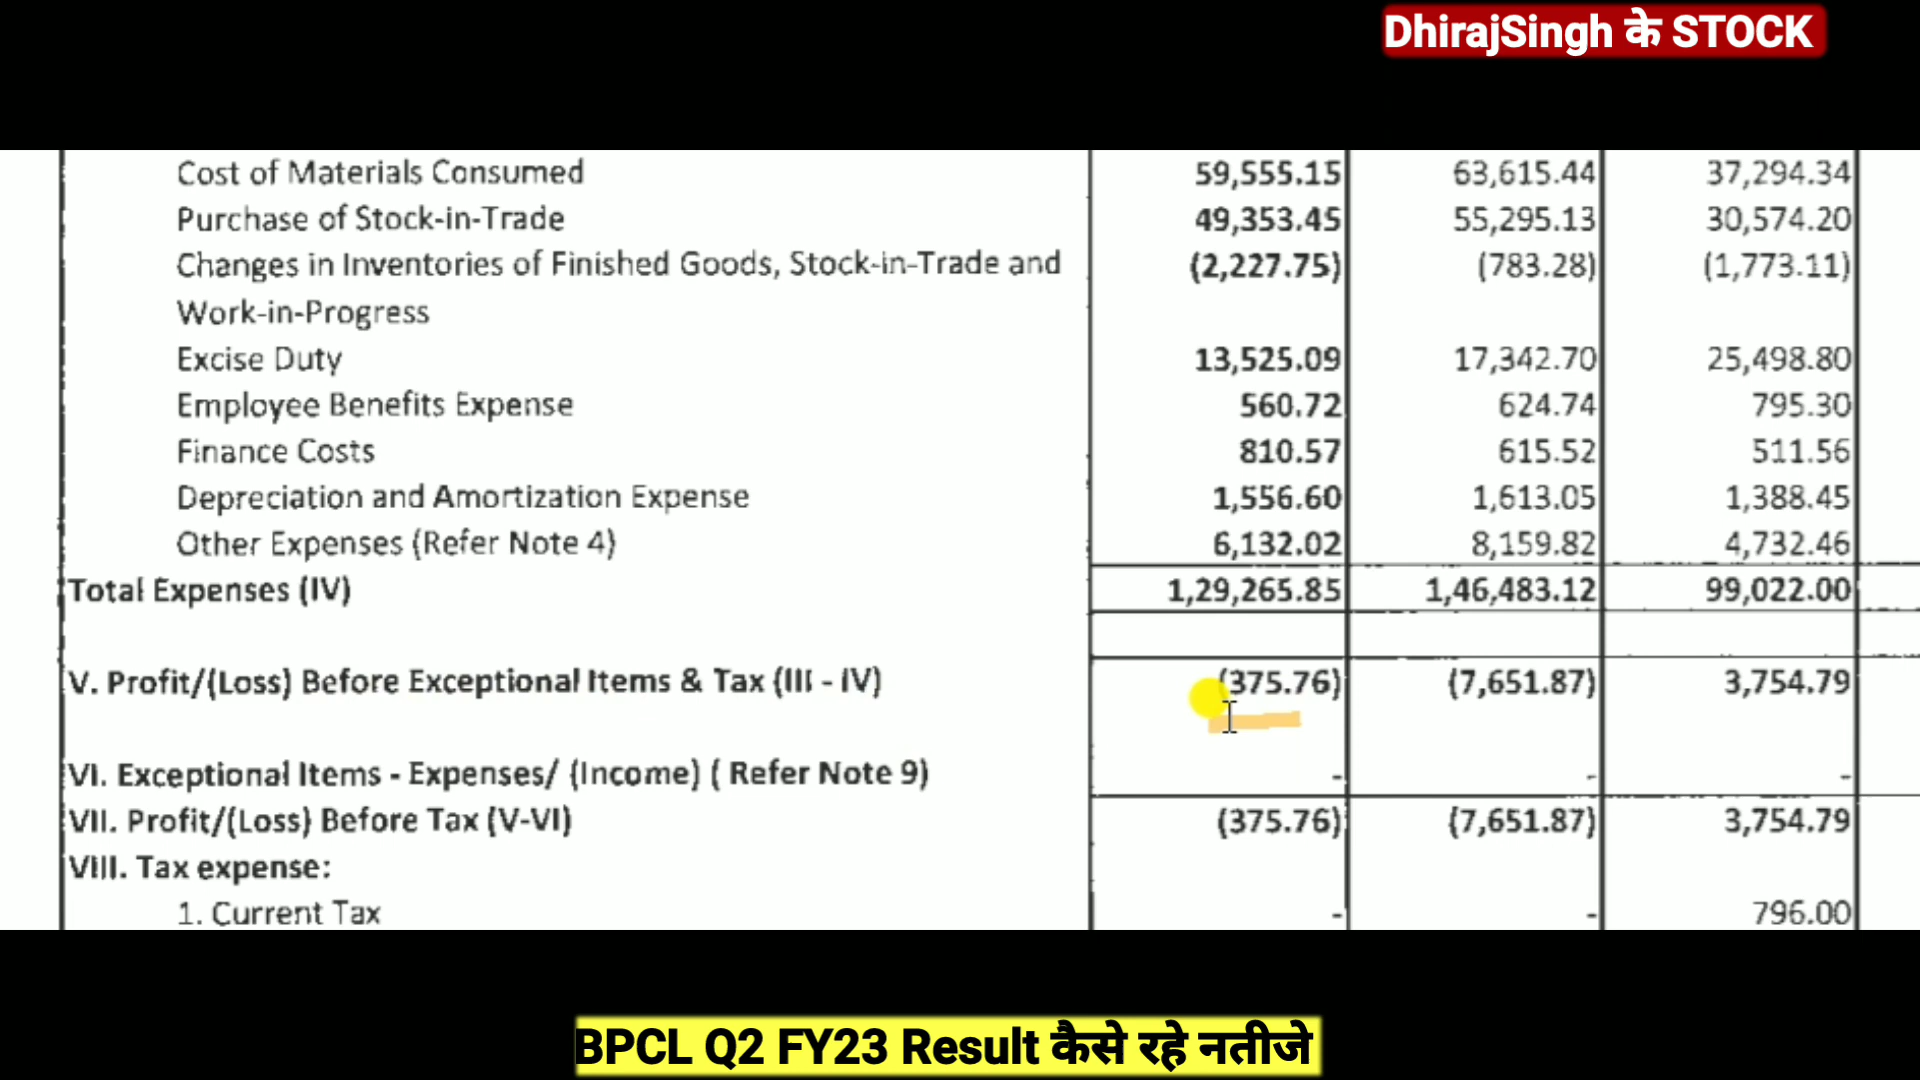 DhirajSingh के STOCK
Cost of Materials Consumed 59,555.15 63,615.44 37,294.34
Purchase of Stock-in-Trade 49,353.45 55,295.13 30,574.20
Changes in Inventories of Finished Goods, Stock-in-Trade and (2,227.75) (783.28) (1,773.11)
Work-in-Progress
Excise Duty 13,525.09 17,342.70 25,498.80
Employee Benefits Expense 560.72 624.74 795.30
Finance Costs 810.57 615.52 511.56
Depreciation and Amortization Expense 1,556.60 1,613.05 1,388.45
Other Expenses (Refer Note 4) 6,132.02 8,159.82 4,732.46
Total Expenses (IV) 1,29,265.85 1,46,483.12 99,022.00
V. Profit/(Loss) Before Exceptional Items & Tax (III - IV) (375.76) (7,651.87) 3,754.79
VI. Exceptional Items - Expenses/ (Income) ( Refer Note 9) - - -
VII. Profit/(Loss) Before Tax (V-VI) (375.76) (7,651.87) 3,754.79
VIII. Tax expense:
1. Current Tax - - 796.00
BPCL Q2 FY23 Result कैसे रहे नतीजे